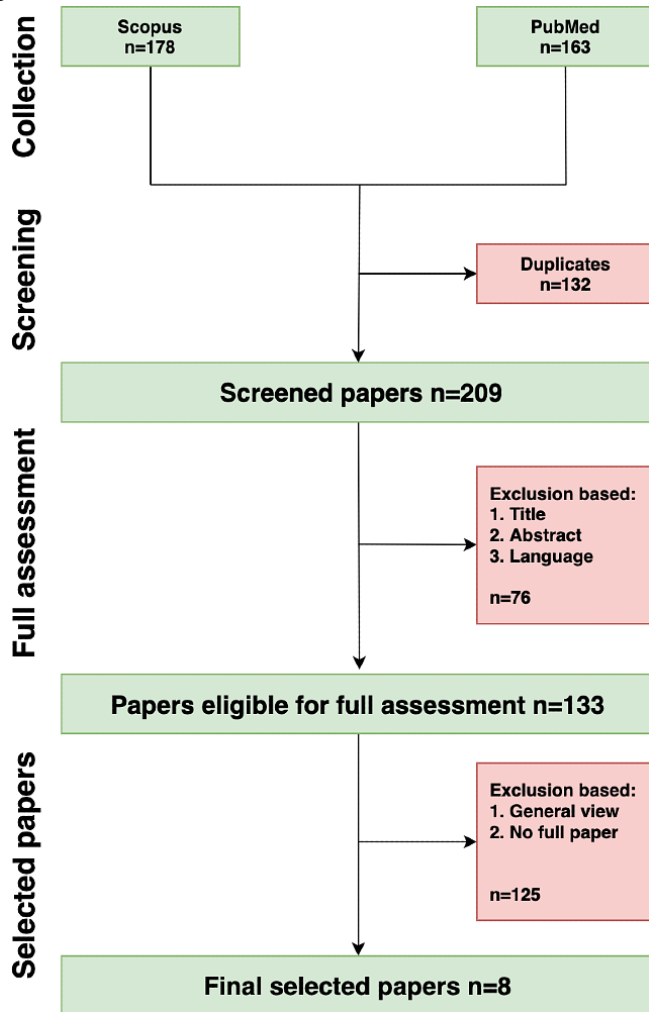 Collection
Scopus
n=178
PubMed
n=163
Screening
Duplicates
n=132
Screened papers n=209
Full assessment
Exclusion based:
1. Title
2. Abstract
3. Language
n=76
Papers eligible for full assessment n=133
Selected papers
Exclusion based:
1. General view
2. No full paper
n=125
Final selected papers n=8